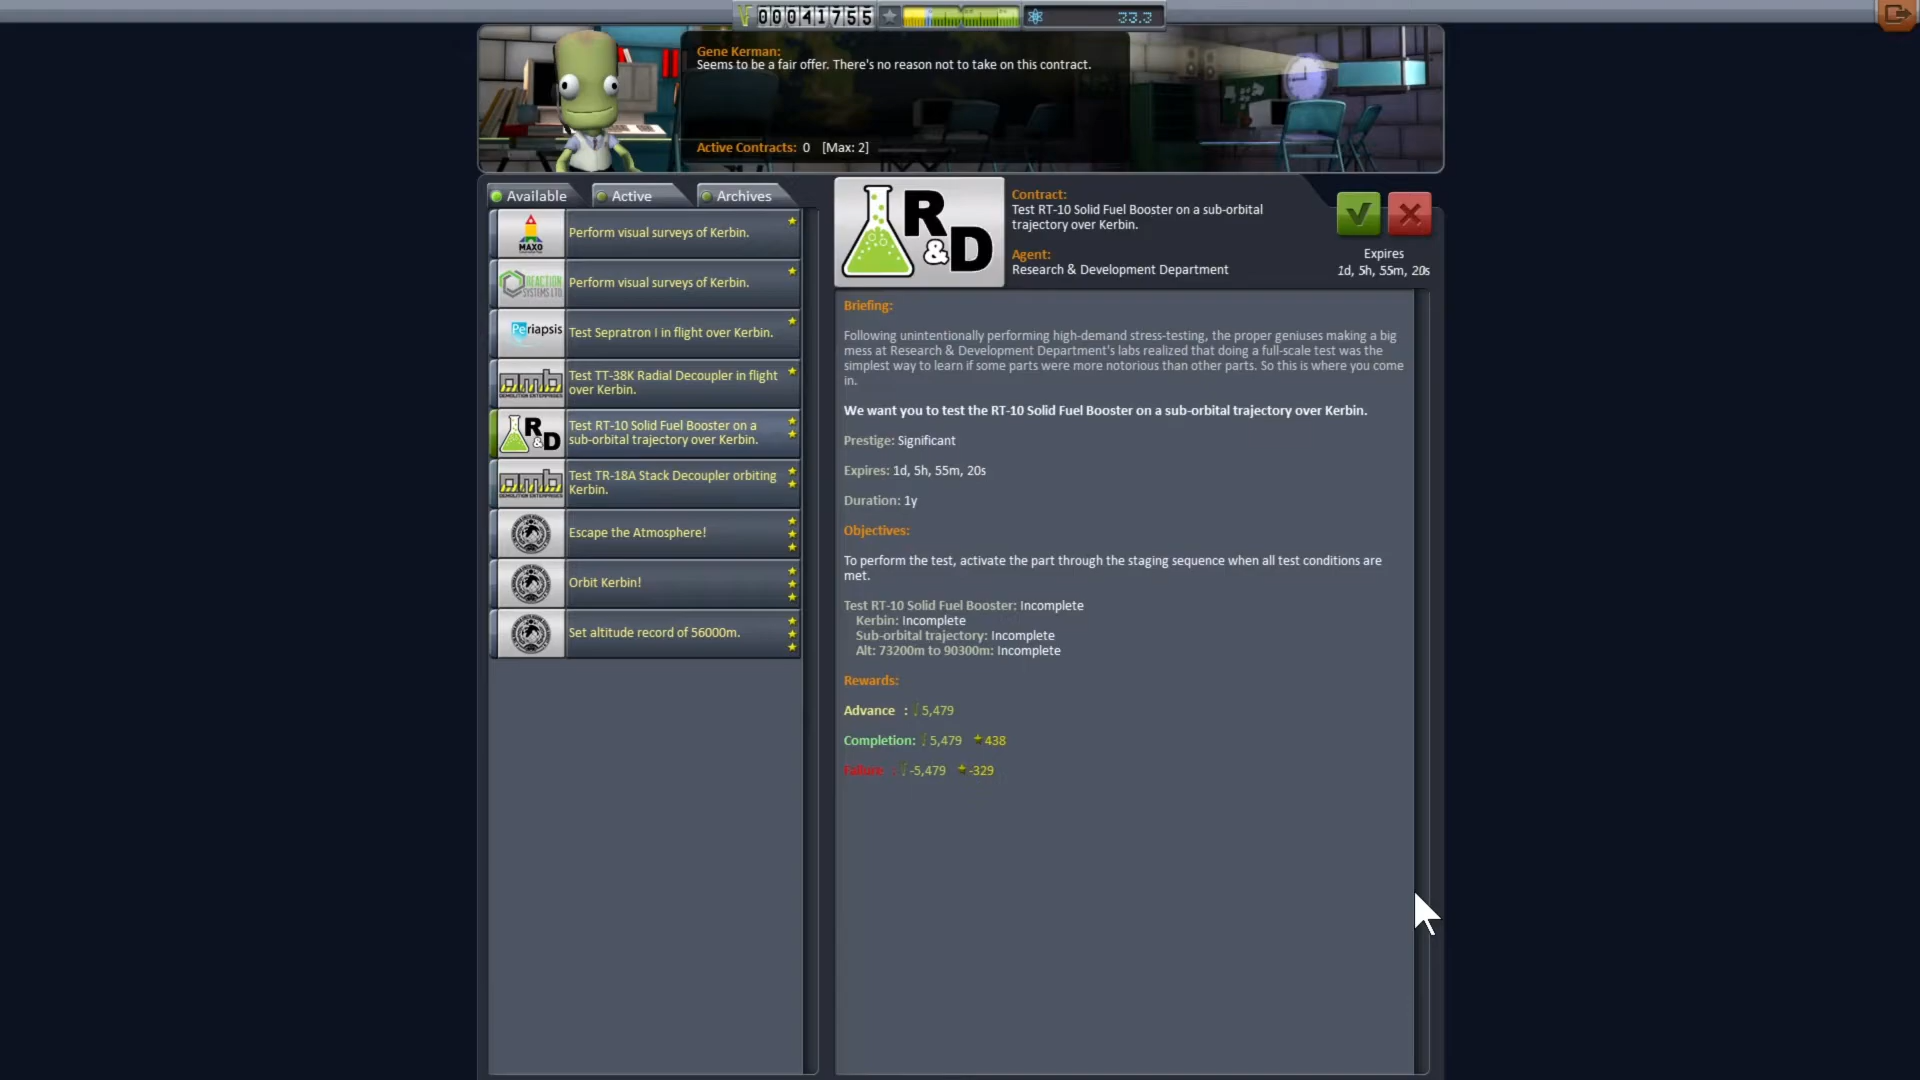 00041755
33.3
Gene Kerman:
Seems to be a fair offer. There's no reason not to take on this contract.
Active Contracts: 0 [Max: 2]
Available
Active
Archives
MAXO
Perform visual surveys of Kerbin.
REACTION
SYSTEMS LTD
Perform visual surveys of Kerbin.
Periapsis
Test Sepratron I in flight over Kerbin.
omb
DEMOLITION ENTERPRISES
Test TT-38K Radial Decoupler in flight
over Kerbin.
R&D
Test RT-10 Solid Fuel Booster on a
sub-orbital trajectory over Kerbin.
omb
DEMOLITION ENTERPRISES
Test TR-18A Stack Decoupler orbiting
Kerbin.
Escape the Atmosphere!
Orbit Kerbin!
Set altitude record of 56000m.
R&D
Contract:
Test RT-10 Solid Fuel Booster on a sub-orbital
trajectory over Kerbin.
Agent:
Research & Development Department
Expires
1d, 5h, 55m, 20s
Briefing:
Following unintentionally performing high-demand stress-testing, the proper geniuses making a big
mess at Research & Development Department's labs realized that doing a full-scale test was the
simplest way to learn if some parts were more notorious than other parts. So this is where you come
in.
We want you to test the RT-10 Solid Fuel Booster on a sub-orbital trajectory over Kerbin.
Prestige: Significant
Expires: 1d, 5h, 55m, 20s
Duration: 1y
Objectives:
To perform the test, activate the part through the staging sequence when all test conditions are
met.
Test RT-10 Solid Fuel Booster: Incomplete
Kerbin: Incomplete
Sub-orbital trajectory: Incomplete
Alt: 73200m to 90300m: Incomplete
Rewards:
Advance : 5,479
Completion: 5,479 438
Failure : -5,479 -329